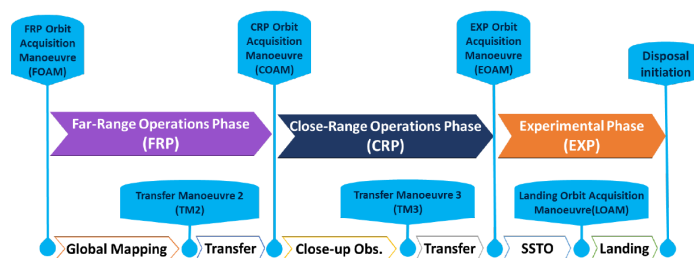 FRP Orbit
Acquisition
Manoeuvre
(FOAM)
CRP Orbit
Acquisition
Manoeuvre
(COAM)
EXP Orbit
Acquisition
Manoeuvre
(EOAM)
Disposal
initiation
Far-Range Operations Phase
(FRP)
Close-Range Operations Phase
(CRP)
Experimental Phase
(EXP)
Transfer Manoeuvre 2
(TM2)
Transfer Manoeuvre 3
(TM3)
Landing Orbit Acquisition
Manoeuvre(LOAM)
Global Mapping
Transfer
Close-up Obs.
Transfer
SSTO
Landing